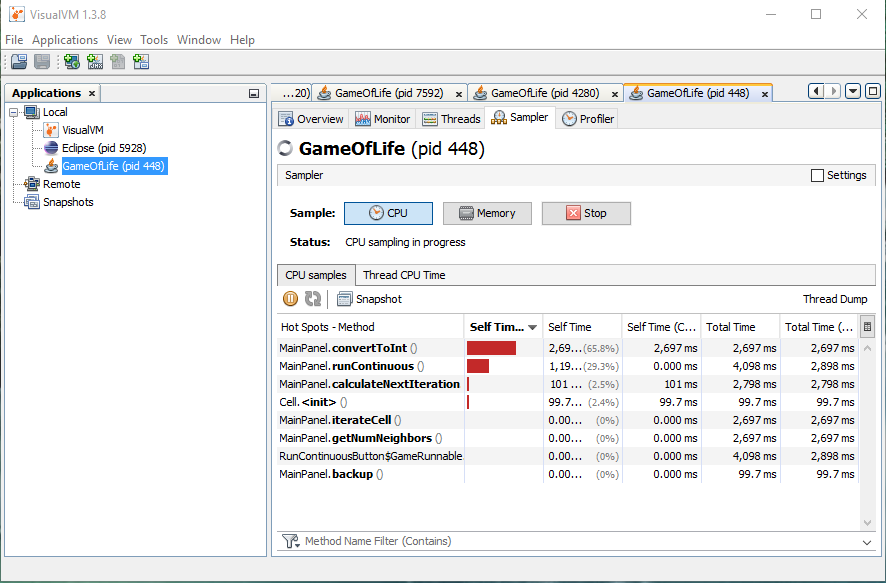 VisualVM 1.3.8
File Applications View Tools Window Help
Applications
...20) GameOfLife (pid 7592) GameOfLife (pid 4280) GameOfLife (pid 448)
Local
VisualVM
Eclipse (pid 5928)
GameOfLife (pid 448)
Remote
Snapshots
Overview Monitor Threads Sampler Profiler
GameOfLife (pid 448)
Sampler Settings
Sample: CPU Memory Stop
Status: CPU sampling in progress
CPU samples Thread CPU Time
Snapshot Thread Dump
Hot Spots - Method Self Tim... Self Time Self Time (C... Total Time Total Time (...
MainPanel.convertToInt () 2,69... (65.8%) 2,697 ms 2,697 ms 2,697 ms
MainPanel.runContinuous () 1,19... (29.3%) 0.000 ms 4,098 ms 2,898 ms
MainPanel.calculateNextIteration 101 ... (2.5%) 101 ms 2,798 ms 2,798 ms
Cell.<init> () 99.7... (2.4%) 99.7 ms 99.7 ms 99.7 ms
MainPanel.iterateCell () 0.00... (0%) 0.000 ms 2,697 ms 2,697 ms
MainPanel.getNumNeighbors () 0.00... (0%) 0.000 ms 2,697 ms 2,697 ms
RunContinuousButton$GameRunnable. 0.00... (0%) 0.000 ms 4,098 ms 2,898 ms
MainPanel.backup () 0.00... (0%) 0.000 ms 99.7 ms 99.7 ms
Method Name Filter (Contains)